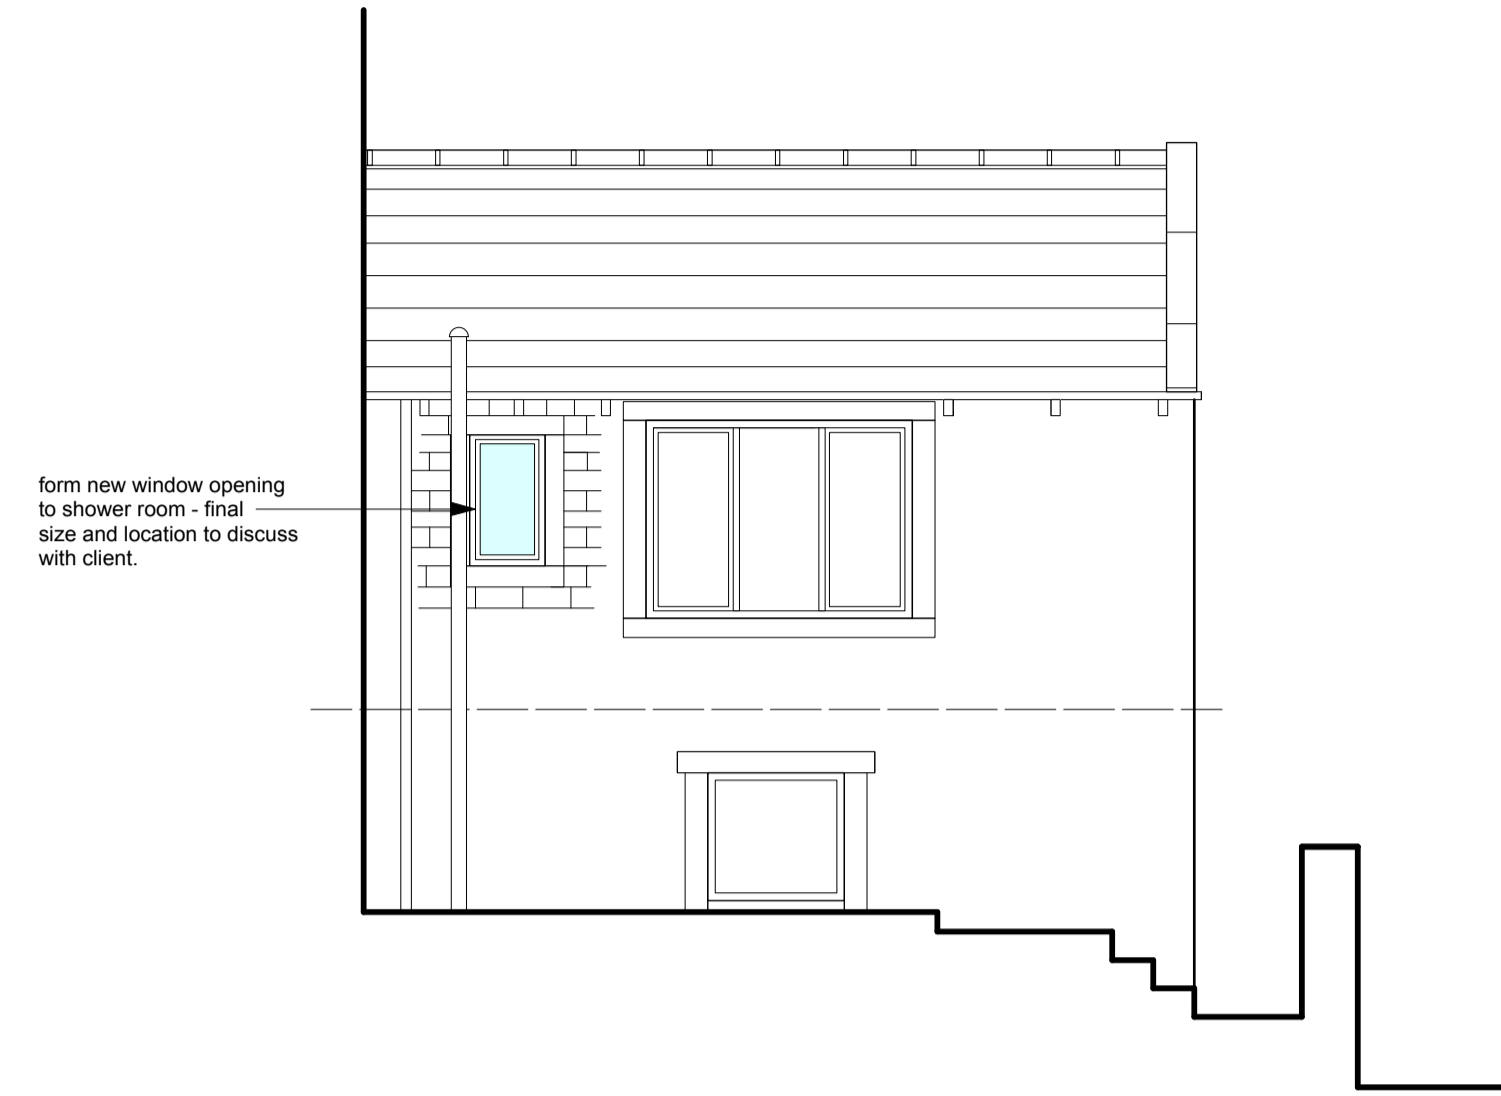 form new window opening
to shower room - final
size and location to discuss
with client.